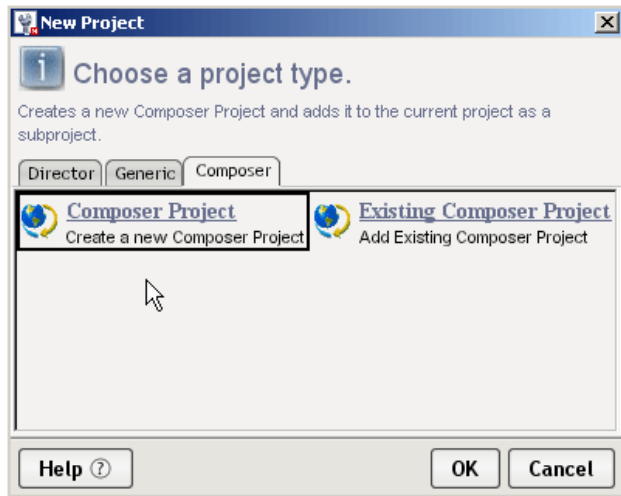 New Project
i Choose a project type.
Creates a new Composer Project and adds it to the current project as a
subproject.
Director Generic Composer
Composer Project Existing Composer Project
Create a new Composer Project Add Existing Composer Project
Help ? OK Cancel